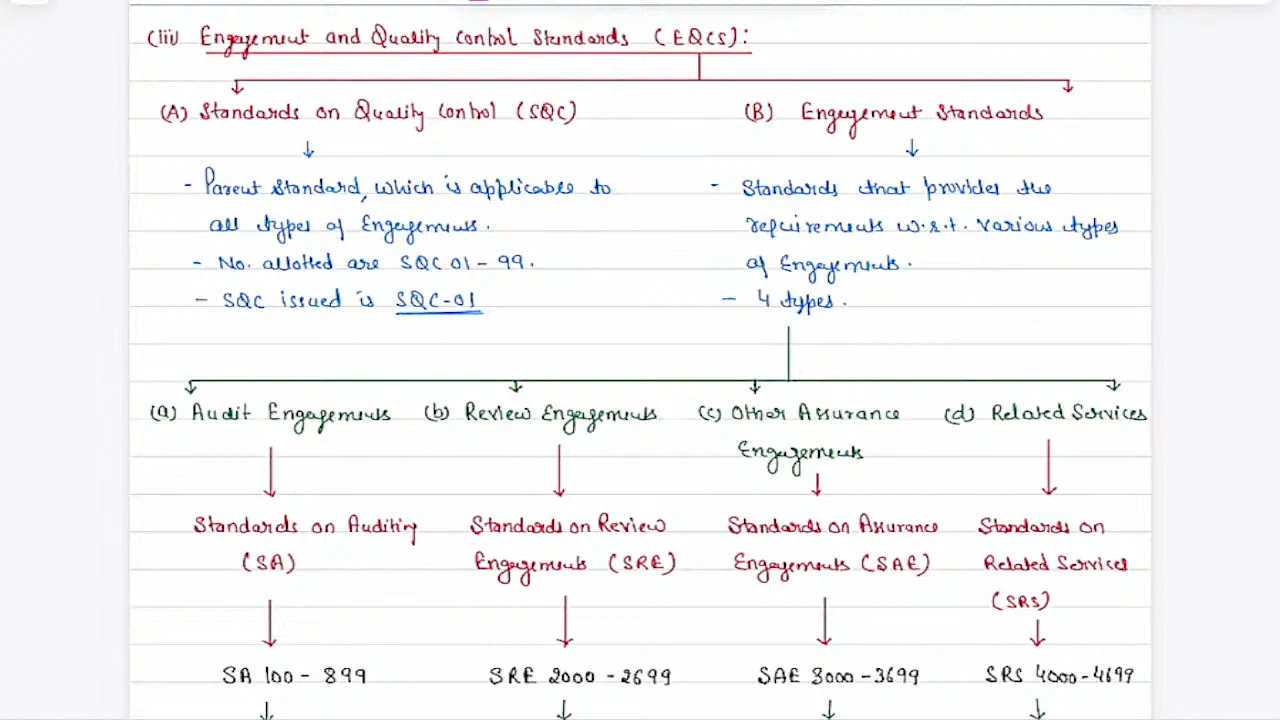 (iii) Engagement and Quality Control Standards (EQCS):
(A) Standards on Quality Control (SQC)
(B) Engagement Standards
- Parent Standard, which is applicable to
all types of Engagements.
- No. allotted are SQC 01 - 99.
- SQC issued is SQC-01
- Standards that provides the
requirements w.r.t. various types
of Engagements.
- 4 types.
(a) Audit Engagements
(b) Review Engagements
(c) Other Assurance
Engagements
(d) Related Services
Standards on Auditing
(SA)
Standards on Review
Engagements (SRE)
Standards on Assurance
Engagements (SAE)
Standards on
Related Services
(SRS)
SA 100 - 899
SRE 2000 - 2699
SAE 3000 - 3699
SRS 4000 - 4699